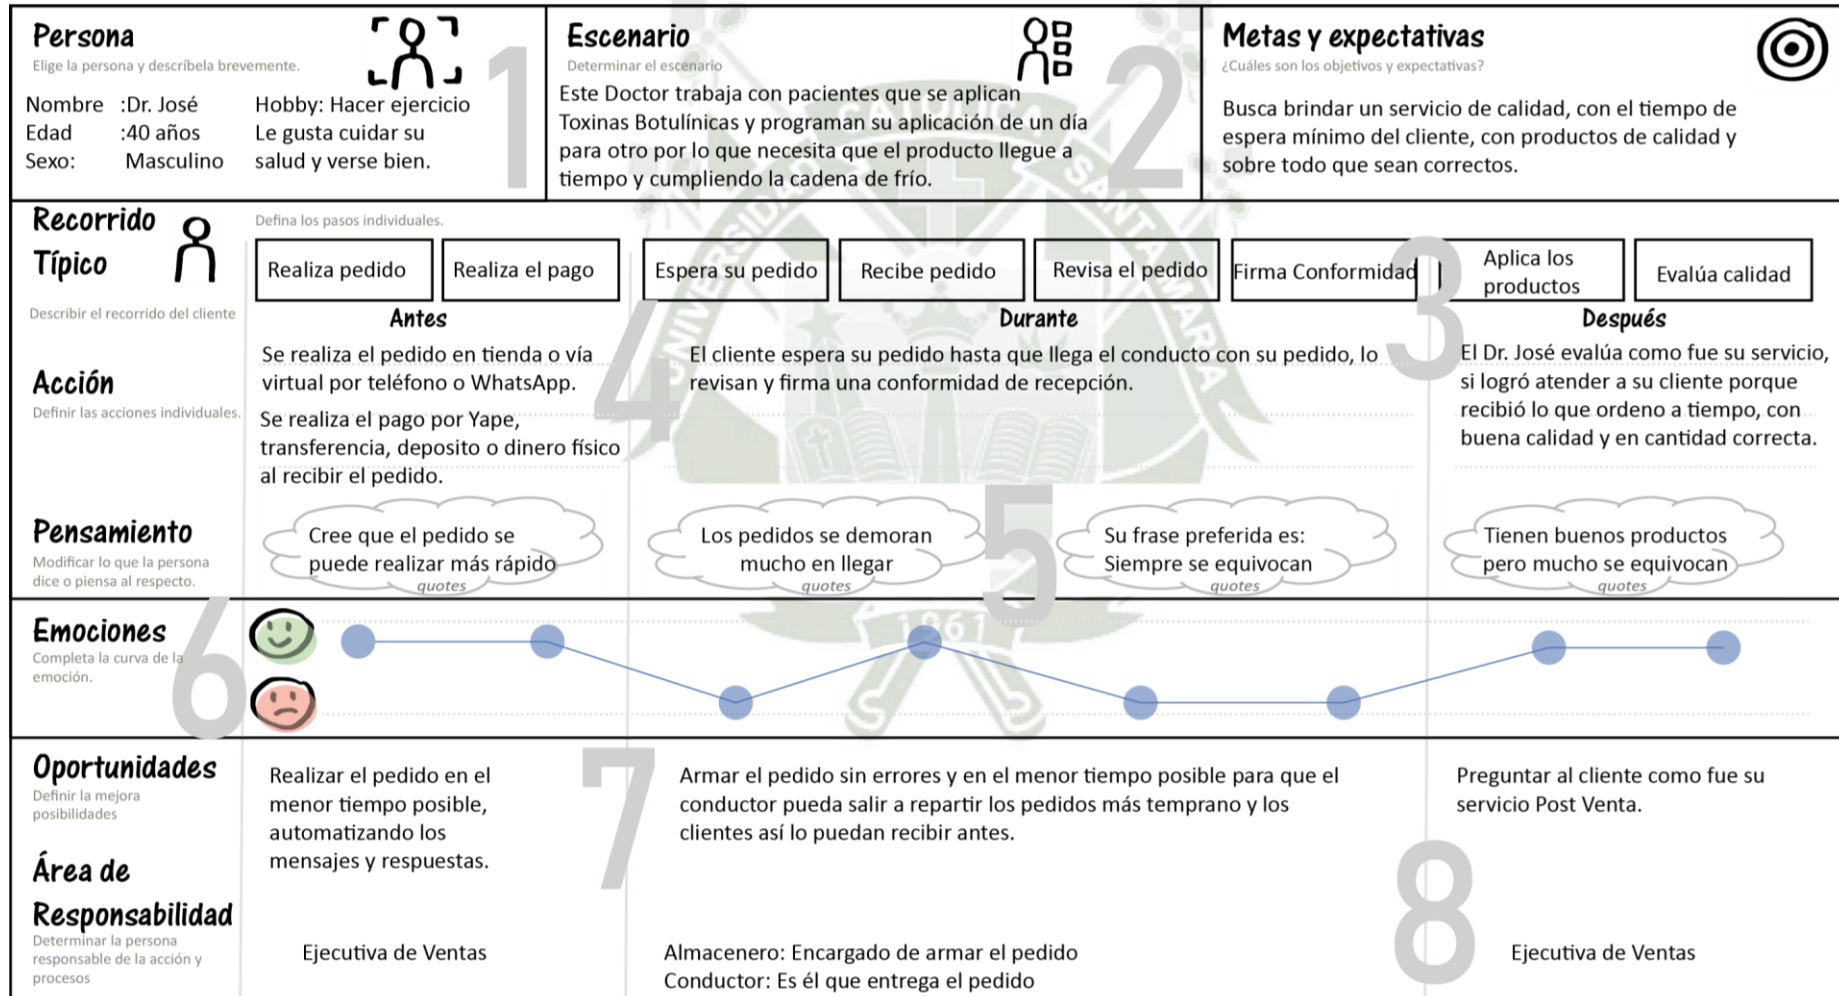 Persona
Elige la persona y descríbela brevemente.
Nombre :Dr. José
Edad :40 años
Sexo: Masculino
Hobby: Hacer ejercicio
Le gusta cuidar su
salud y verse bien.
1
Escenario
Determinar el escenario
Este Doctor trabaja con pacientes que se aplican
Toxinas Botulínicas y programan su aplicación de un día
para otro por lo que necesita que el producto llegue a
tiempo y cumpliendo la cadena de frío.
2
Metas y expectativas
¿Cuáles son los objetivos y expectativas?
Busca brindar un servicio de calidad, con el tiempo de
espera mínimo del cliente, con productos de calidad y
sobre todo que sean correctos.
UNIVERSIDAD CATÓLICA SANTA MARÍA
1961
Recorrido
Típico
Describir el recorrido del cliente
Defina los pasos individuales.
Realiza pedido
Realiza el pago
Espera su pedido
Recibe pedido
Revisa el pedido
Firma Conformidad
Aplica los
productos
Evalúa calidad
3
Antes
Durante
Después
Acción
Definir las acciones individuales.
Se realiza el pedido en tienda o vía
virtual por teléfono o WhatsApp.
Se realiza el pago por Yape,
transferencia, deposito o dinero físico
al recibir el pedido.
4
El cliente espera su pedido hasta que llega el conducto con su pedido, lo
revisan y firma una conformidad de recepción.
El Dr. José evalúa como fue su servicio,
si logró atender a su cliente porque
recibió lo que ordeno a tiempo, con
buena calidad y en cantidad correcta.
Pensamiento
Modificar lo que la persona
dice o piensa al respecto.
Cree que el pedido se
puede realizar más rápido
quotes
Los pedidos se demoran
mucho en llegar
quotes
5
Su frase preferida es:
Siempre se equivocan
quotes
Tienen buenos productos
pero mucho se equivocan
quotes
Emociones
Completa la curva de la
emoción.
6
Oportunidades
Definir la mejora
posibilidades
Realizar el pedido en el
menor tiempo posible,
automatizando los
mensajes y respuestas.
7
Armar el pedido sin errores y en el menor tiempo posible para que el
conductor pueda salir a repartir los pedidos más temprano y los
clientes así lo puedan recibir antes.
Preguntar al cliente como fue su
servicio Post Venta.
Área de
Responsabilidad
Determinar la persona
responsable de la acción y
procesos
Ejecutiva de Ventas
Almacenero: Encargado de armar el pedido
Conductor: Es él que entrega el pedido
8
Ejecutiva de Ventas